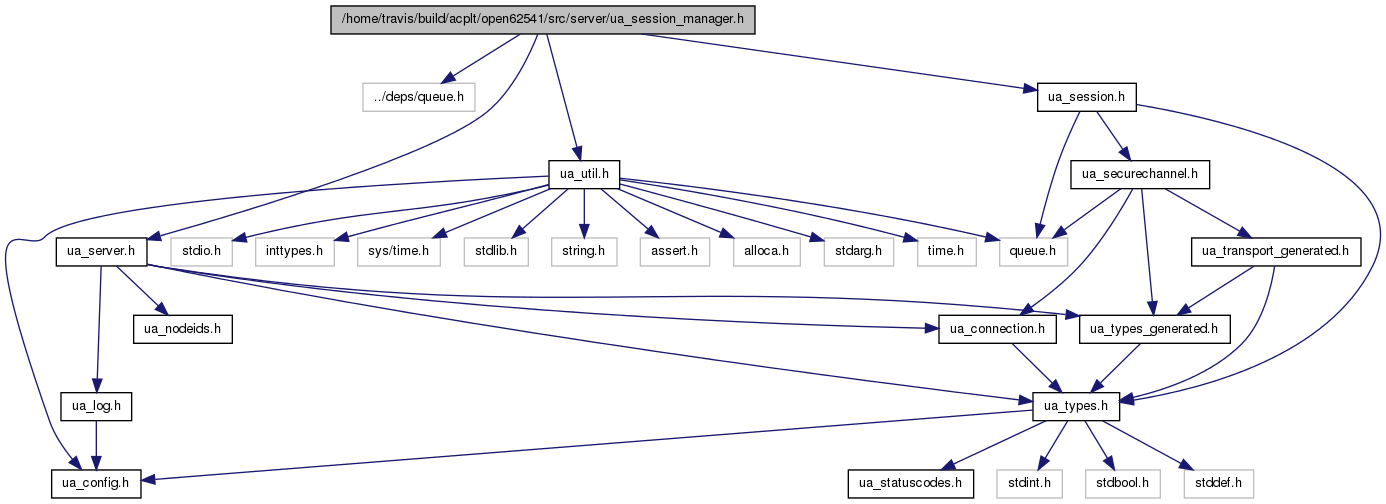 /home/travis/build/acplt/open62541/src/server/ua_session_manager.h
../deps/queue.h
ua_session.h
ua_util.h
ua_securechannel.h
ua_server.h
stdio.h
inttypes.h
sys/time.h
stdlib.h
string.h
assert.h
alloca.h
stdarg.h
time.h
queue.h
ua_transport_generated.h
ua_nodeids.h
ua_connection.h
ua_types_generated.h
ua_log.h
ua_types.h
ua_config.h
ua_statuscodes.h
stdint.h
stdbool.h
stddef.h